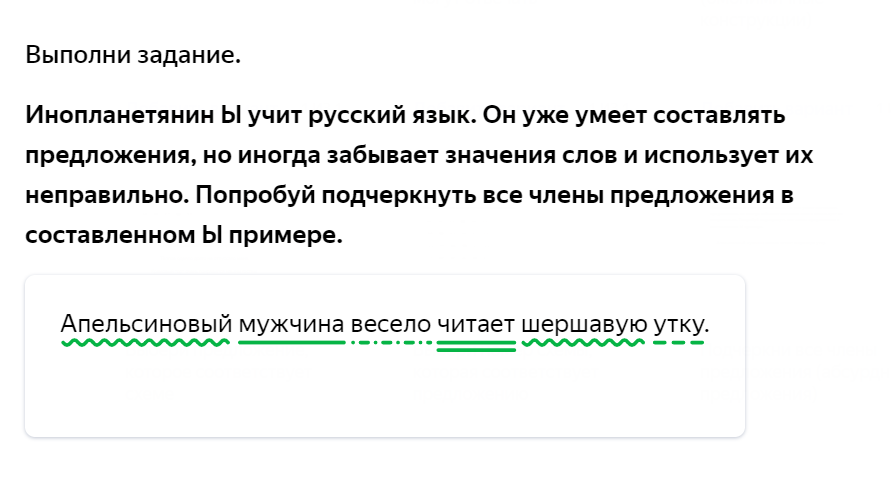 Выполни задание.
Инопланетянин Ы учит русский язык. Он уже умеет составлять
предложения, но иногда забывает значения слов и использует их
неправильно. Попробуй подчеркнуть все члены предложения в
составленном Ы примере.
Апельсиновый мужчина весело читает шершавую утку.